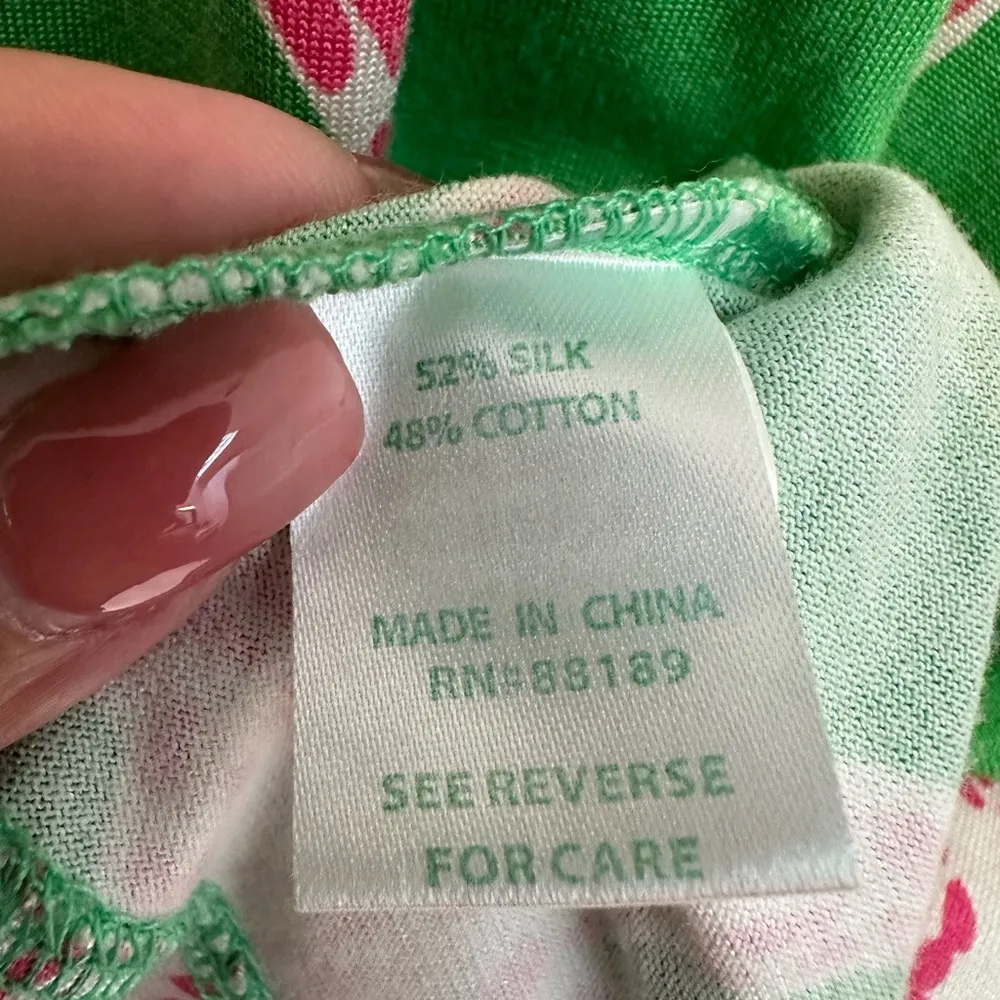 52% SILK
48% COTTON
MADE IN CHINA
RN#88189
SEE REVERSE
FOR CARE